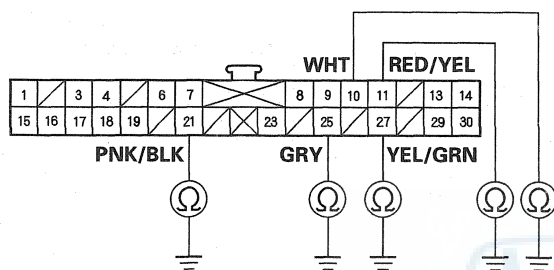 WHT RED/YEL
1 3 4 6 7 8 9 10 11 13 14
15 16 17 18 19 21 23 25 27 29 30
PNK/BLK GRY YEL/GRN
Ω Ω Ω Ω Ω